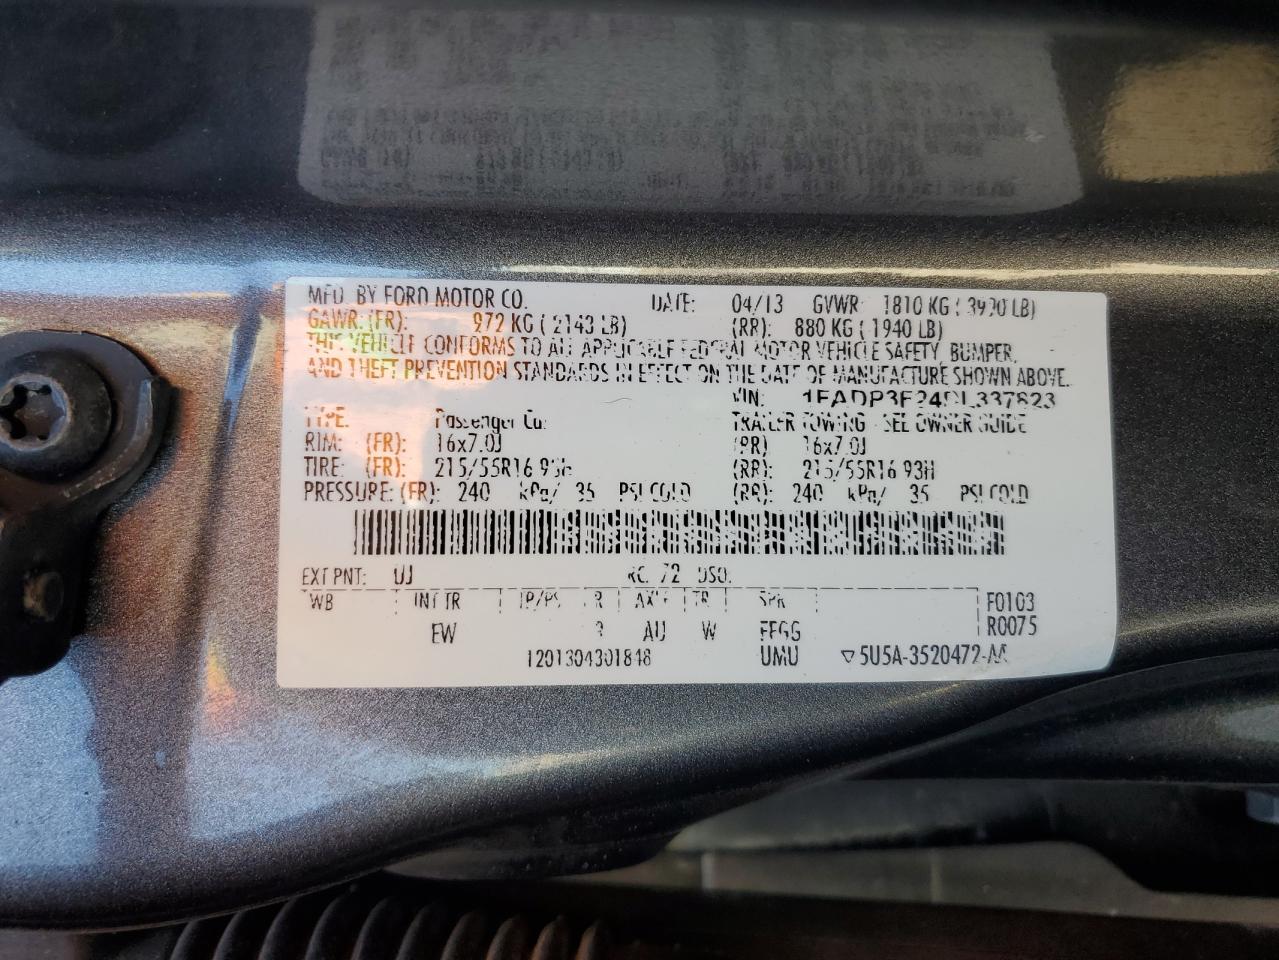 MFD. BY FORD MOTOR CO. DATE: 04/13 GVWR: 1810 KG ( 3990 LB)
GAWR: (FR): 972 KG ( 2143 LB) (RR): 880 KG ( 1940 LB)
THIS VEHICLE CONFORMS TO ALL APPLICABLE FEDERAL MOTOR VEHICLE SAFETY, BUMPER,
AND THEFT PREVENTION STANDARDS IN EFFECT ON THE DATE OF MANUFACTURE SHOWN ABOVE.
VIN: 1FADP3F24DL337823
TYPE: Passenger Car TRAILER TOWING - SEE OWNER GUIDE
RIM: (FR): 16x7.0J (RR) 16x7.0J
TIRE: (FR): 215/55R16 93H (RR): 215/55R16 93H
PRESSURE: (FR): 240 kPa/ 35 PSI COLD (RR): 240 kPa/ 35 PSI COLD
EXT PNT: UJ RC: 72 DSO:
WB INT TR TP/PS R AXLE TR SPR F0103
EW AU W FFGG R0075
1201304301848 UMU ▽5U5A-3520472-AA